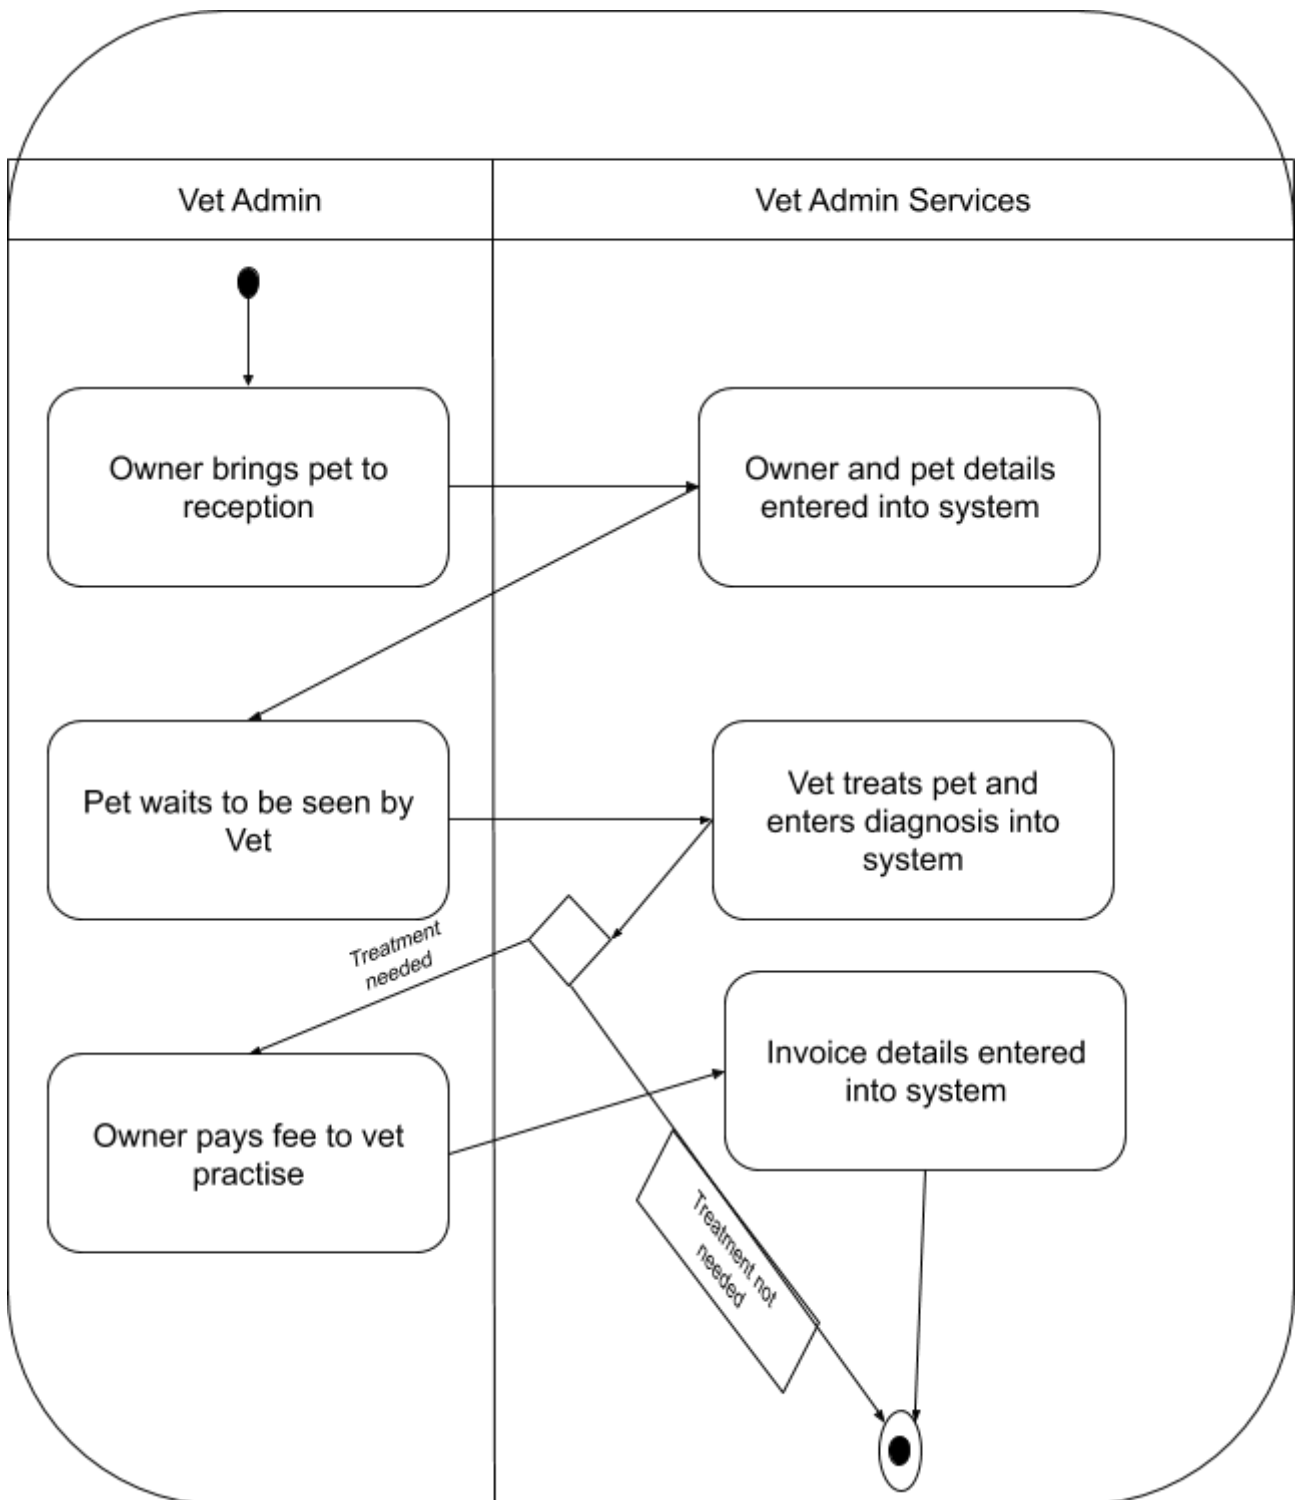 Vet Admin
Vet Admin Services
Owner brings pet to
reception
Owner and pet details
entered into system
Pet waits to be seen by
Vet
Vet treats pet and
enters diagnosis into
system
Treatment
needed
Invoice details entered
into system
Owner pays fee to vet
practise
Treatment not
needed